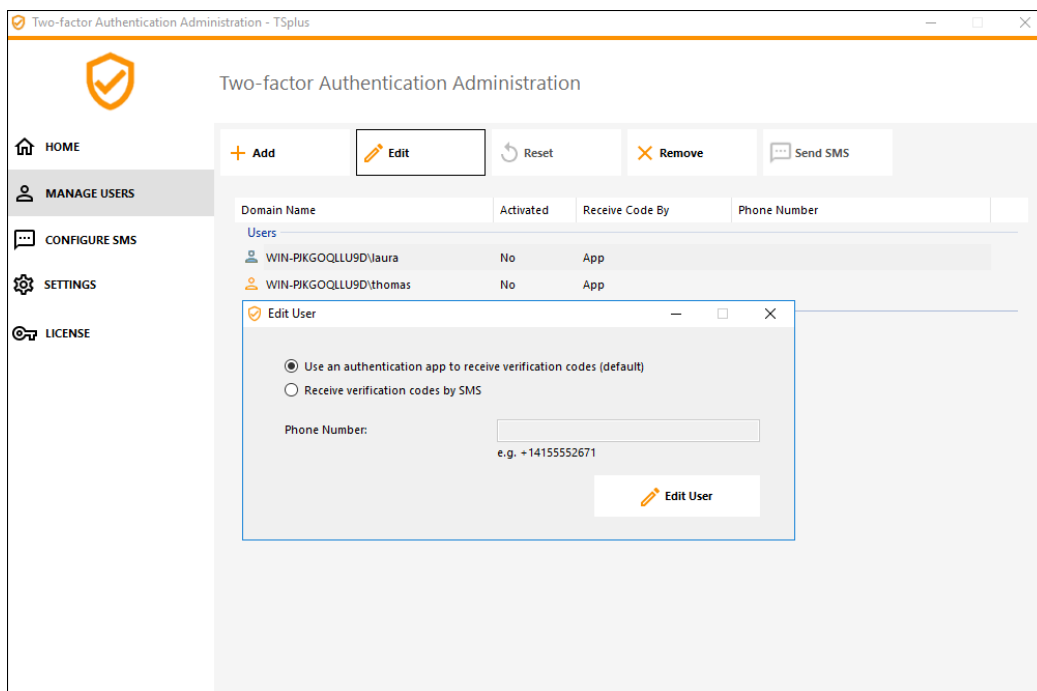 Two-factor Authentication Administration - TSplus
Two-factor Authentication Administration
HOME
MANAGE USERS
CONFIGURE SMS
SETTINGS
LICENSE
Add Edit Reset Remove Send SMS
Domain Name Activated Receive Code By Phone Number
Users
WIN-PJKGOQLLU9D\laura No App
WIN-PJKGOQLLU9D\thomas No App
Edit User
Use an authentication app to receive verification codes (default)
Receive verification codes by SMS
Phone Number:
e.g. +14155552671
Edit User